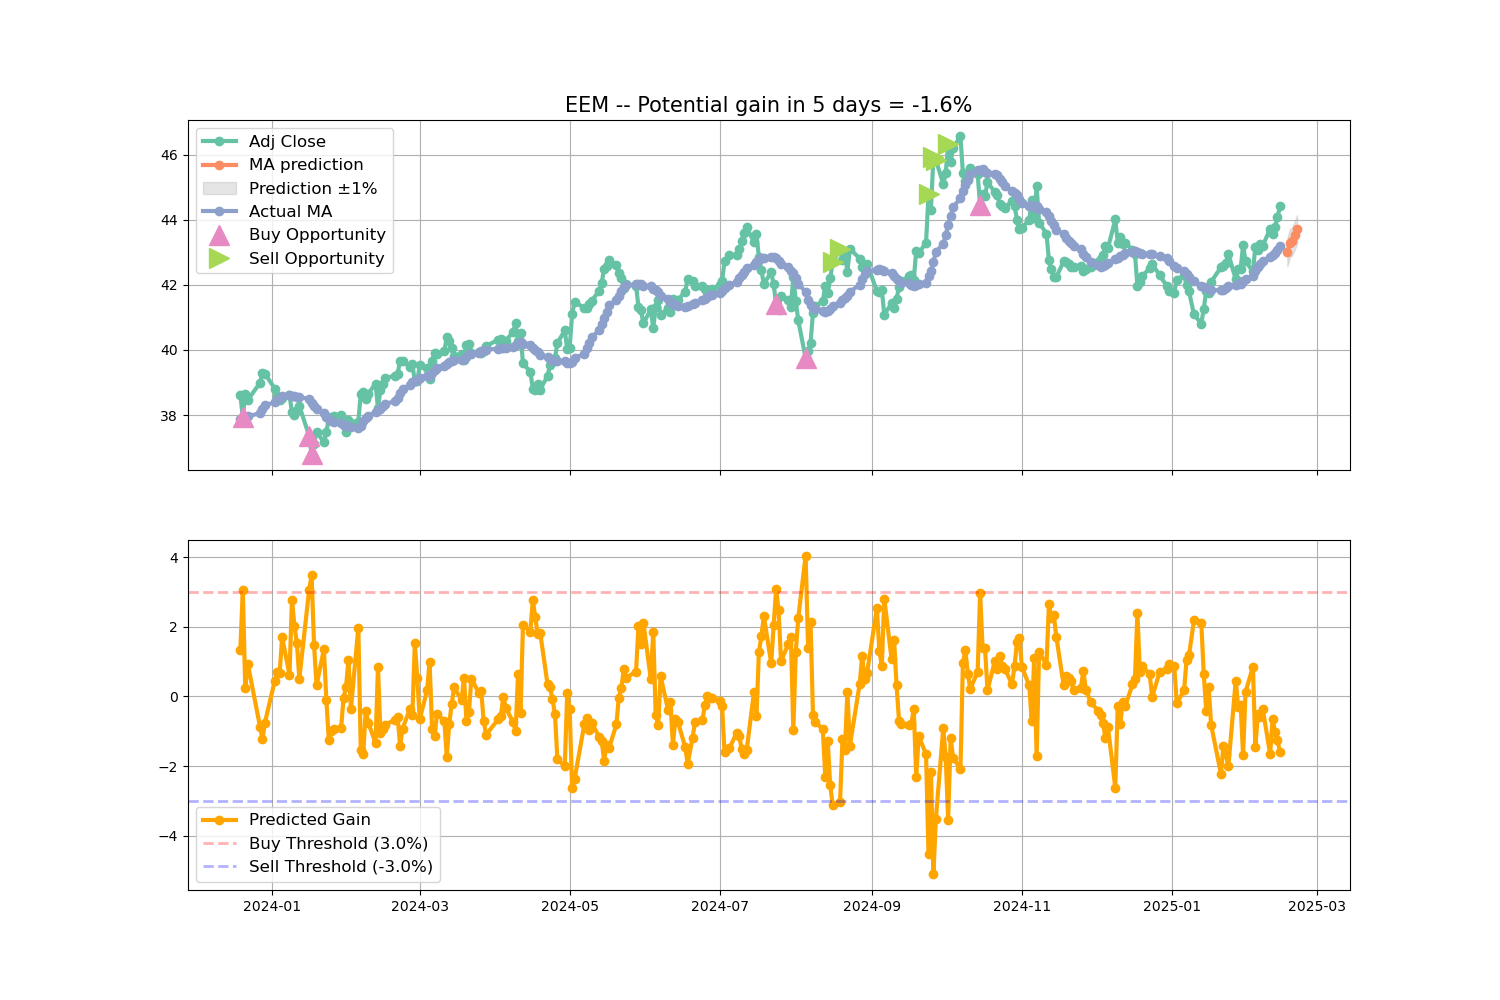 EEM -- Potential gain in 5 days = -1.6%
Adj Close
MA prediction
Prediction ±1%
Actual MA
Buy Opportunity
Sell Opportunity
46
44
42
40
38
4
2
0
−2
−4
Predicted Gain
Buy Threshold (3.0%)
Sell Threshold (-3.0%)
2024-01 2024-03 2024-05 2024-07 2024-09 2024-11 2025-01 2025-03